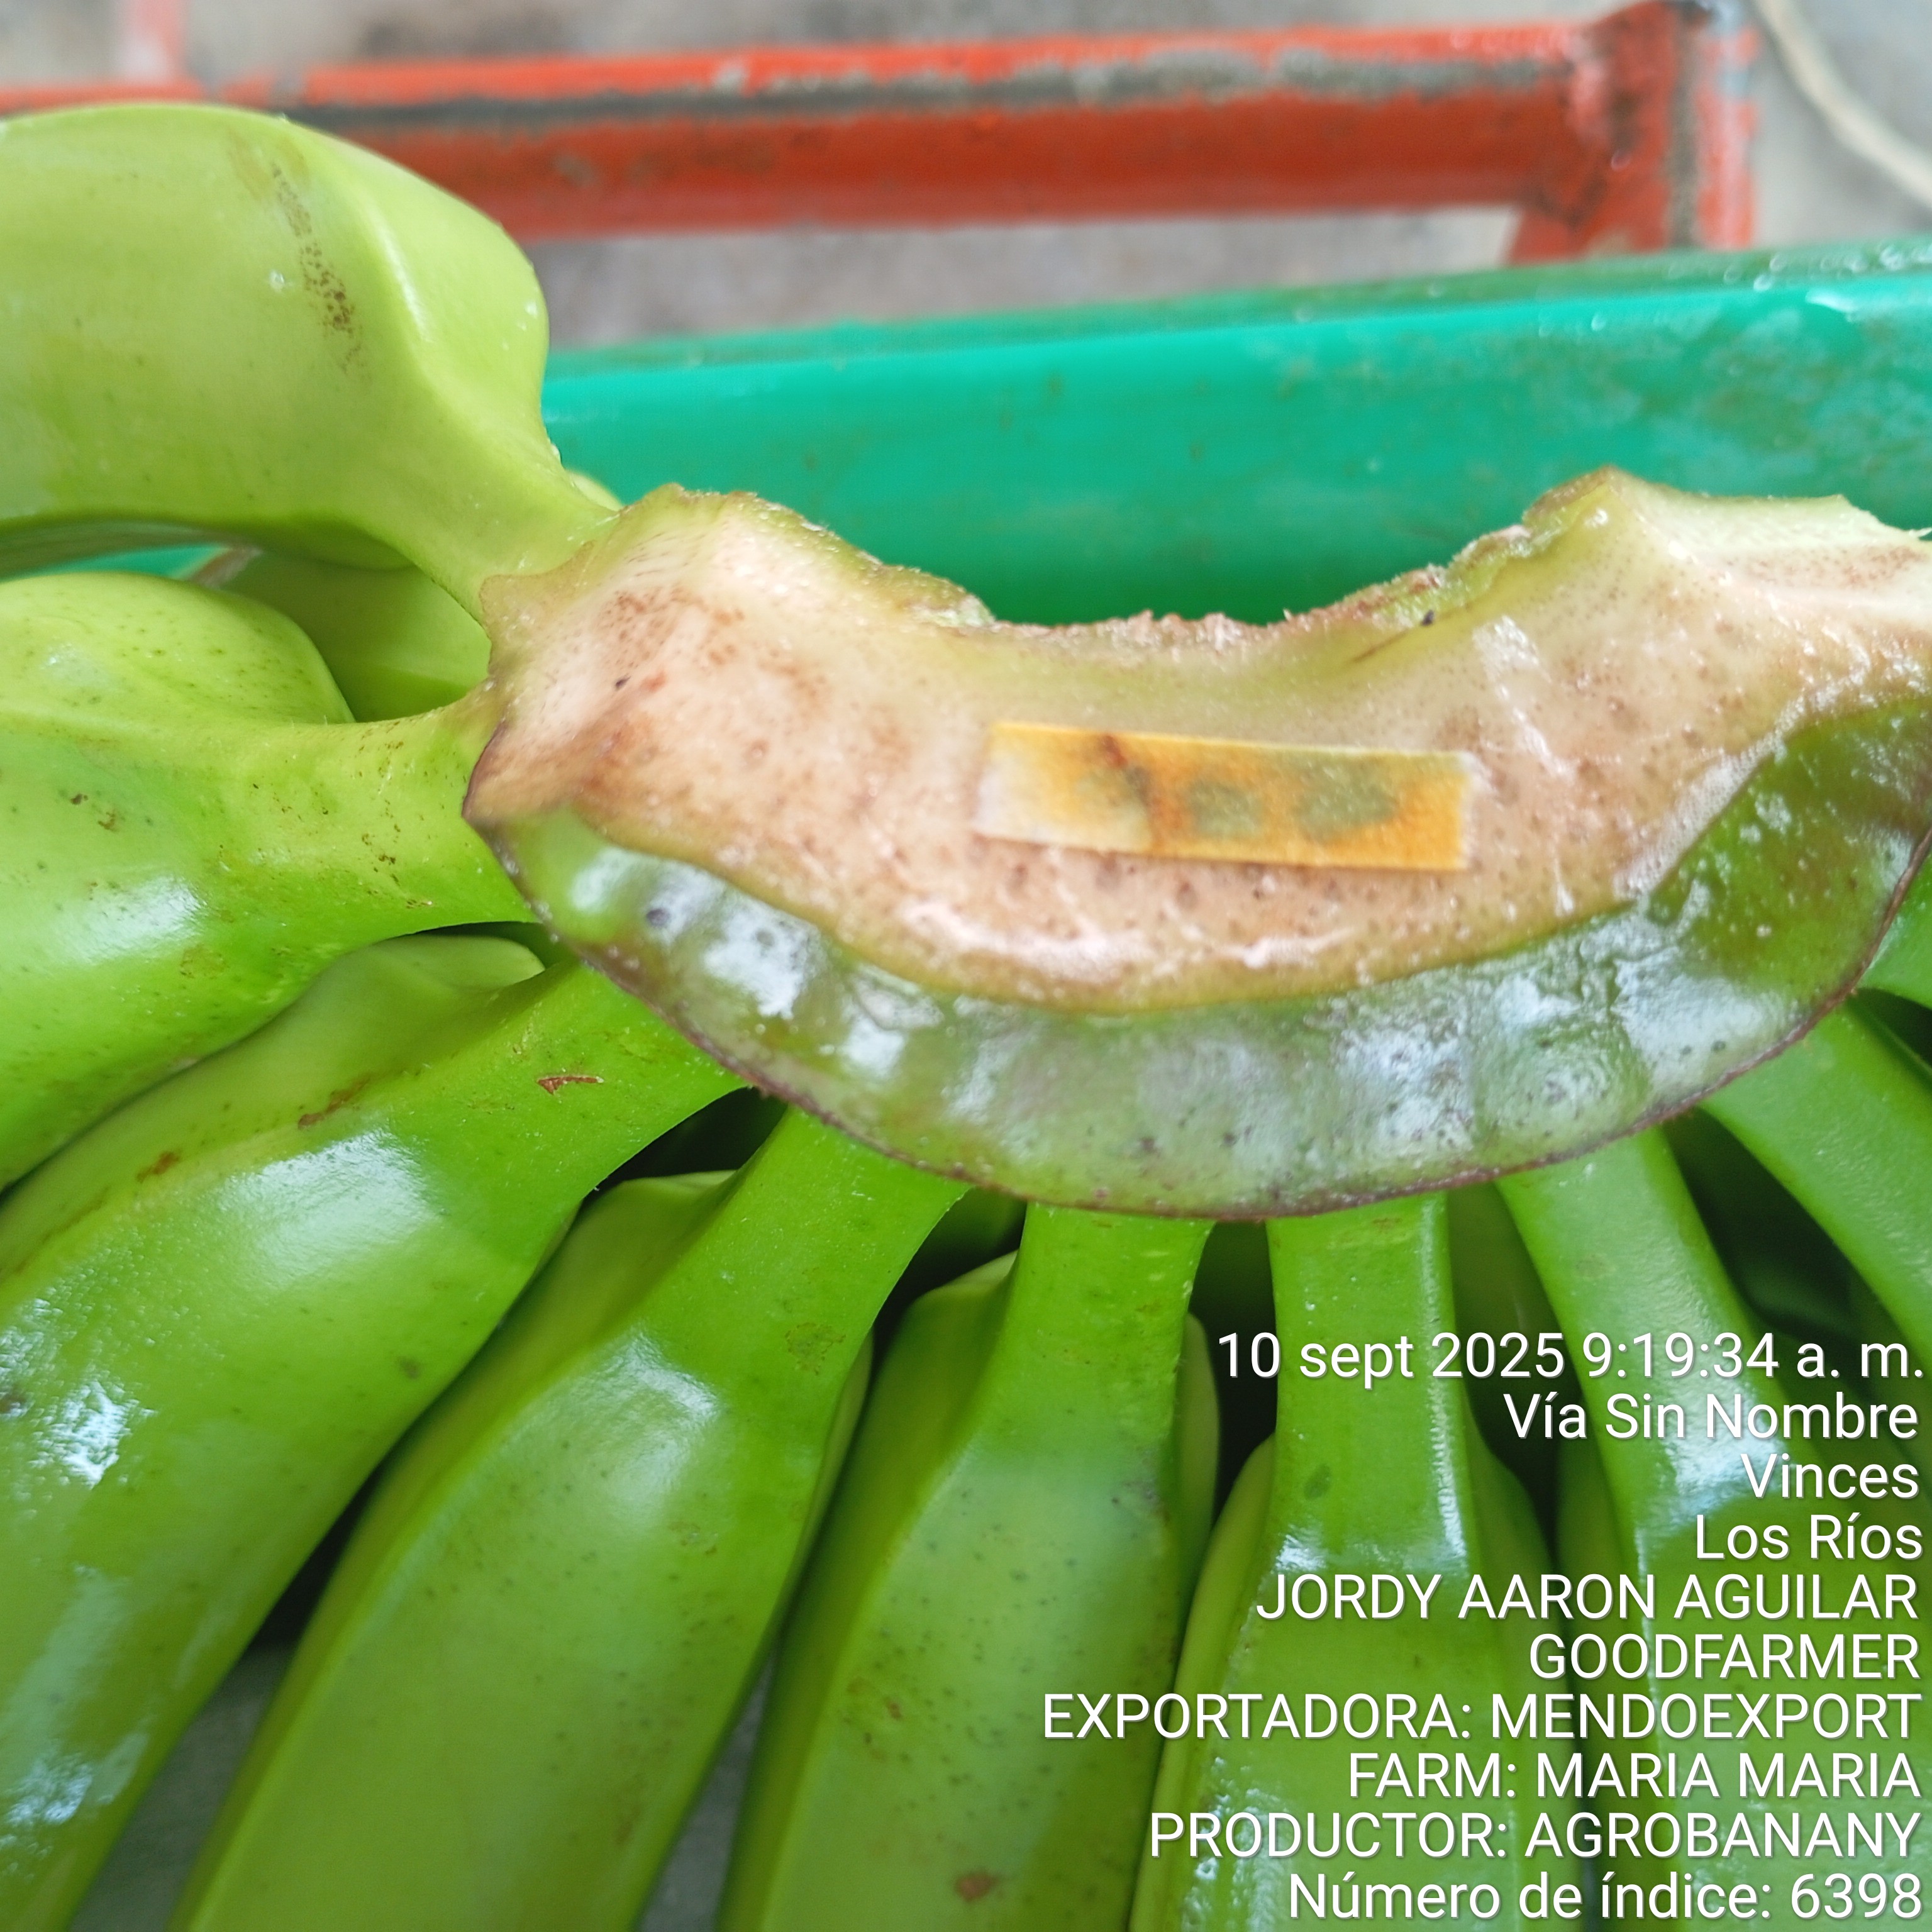 10 sept 2025 9:19:34 a. m.
Vía Sin Nombre
Vinces
Los Ríos
JORDY AARON AGUILAR
GOODFARMER
EXPORTADORA: MENDOEXPORT
FARM: MARIA MARIA
PRODUCTOR: AGROBANANY
Número de índice: 6398